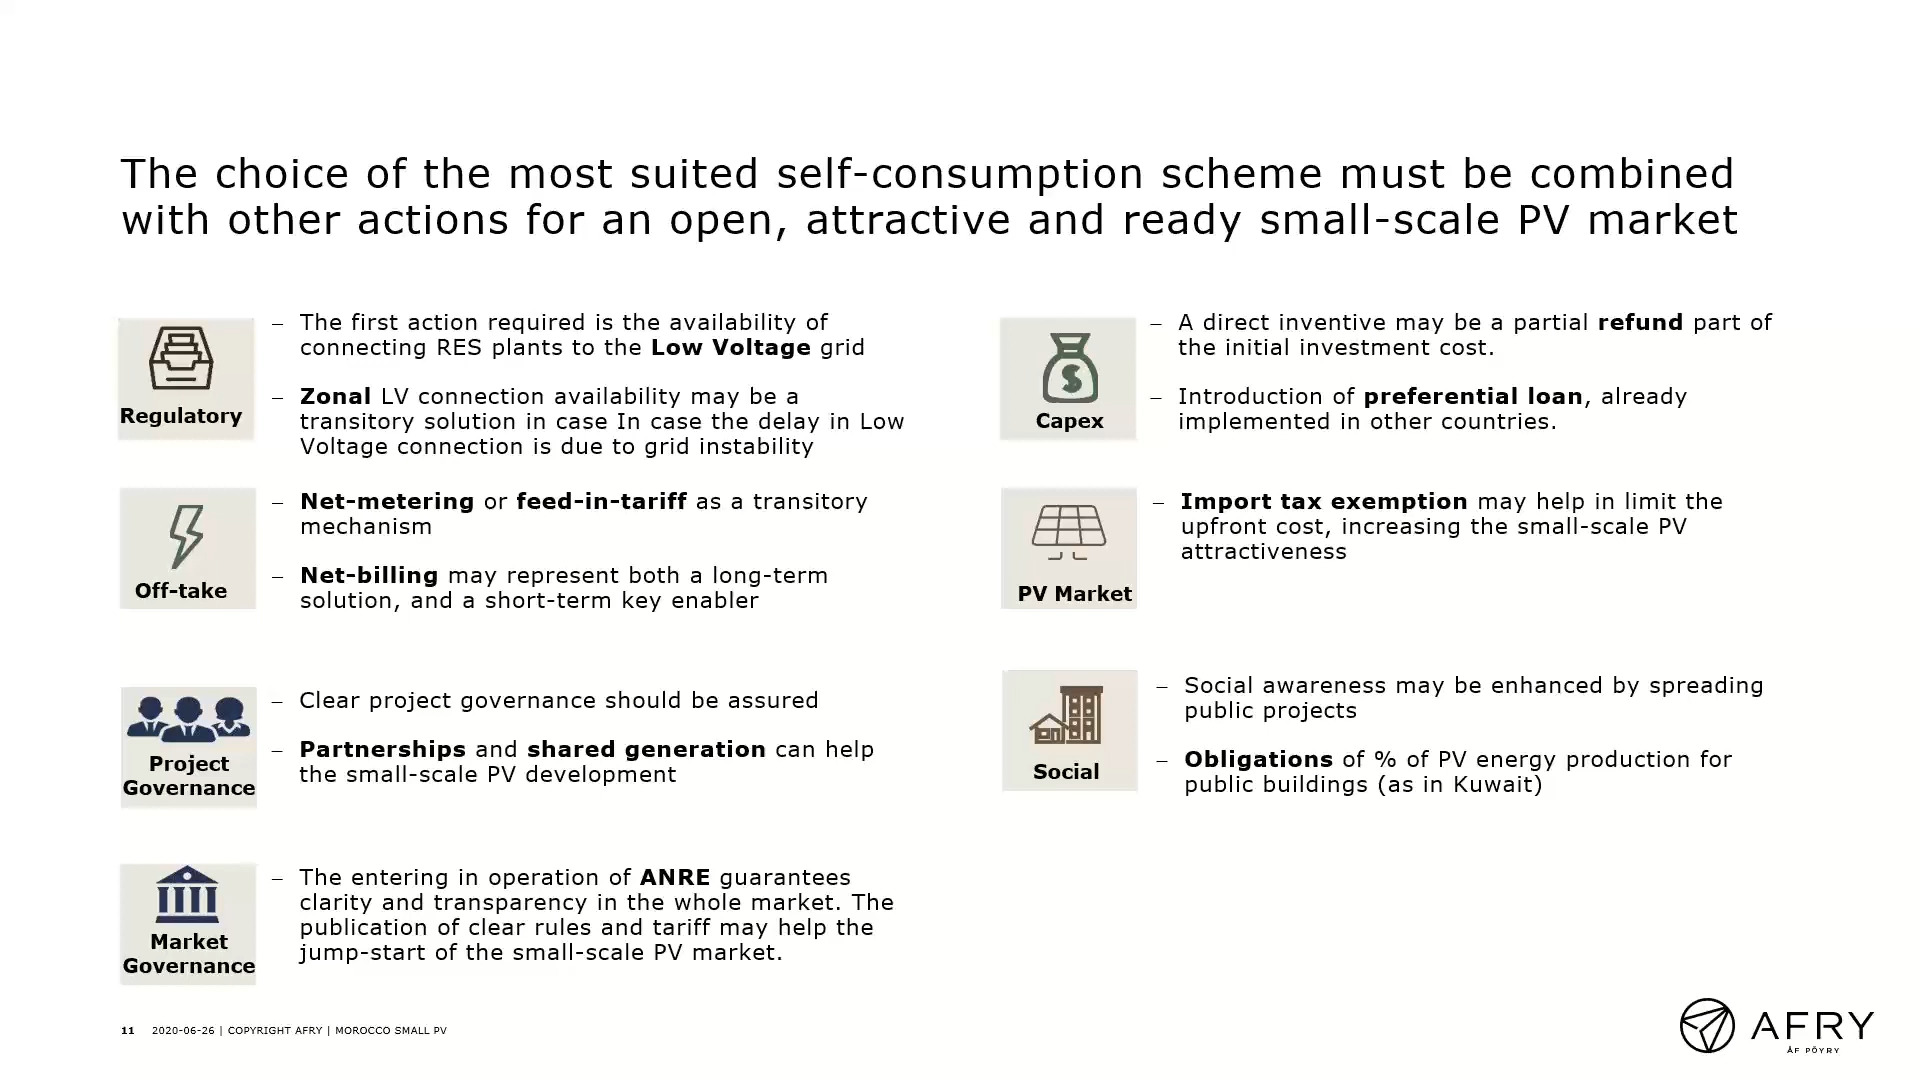 The choice of the most suited self-consumption scheme must be combined
with other actions for an open, attractive and ready small-scale PV market
Regulatory
– The first action required is the availability of
connecting RES plants to the Low Voltage grid
– Zonal LV connection availability may be a
transitory solution in case In case the delay in Low
Voltage connection is due to grid instability
Off-take
– Net-metering or feed-in-tariff as a transitory
mechanism
– Net-billing may represent both a long-term
solution, and a short-term key enabler
Project
Governance
– Clear project governance should be assured
– Partnerships and shared generation can help
the small-scale PV development
Market
Governance
– The entering in operation of ANRE guarantees
clarity and transparency in the whole market. The
publication of clear rules and tariff may help the
jump-start of the small-scale PV market.
Capex
– A direct inventive may be a partial refund part of
the initial investment cost.
– Introduction of preferential loan, already
implemented in other countries.
PV Market
– Import tax exemption may help in limit the
upfront cost, increasing the small-scale PV
attractiveness
Social
– Social awareness may be enhanced by spreading
public projects
– Obligations of % of PV energy production for
public buildings (as in Kuwait)
11 2020-06-26 | COPYRIGHT AFRY | MOROCCO SMALL PV
AFRY
ÅF PÖYRY